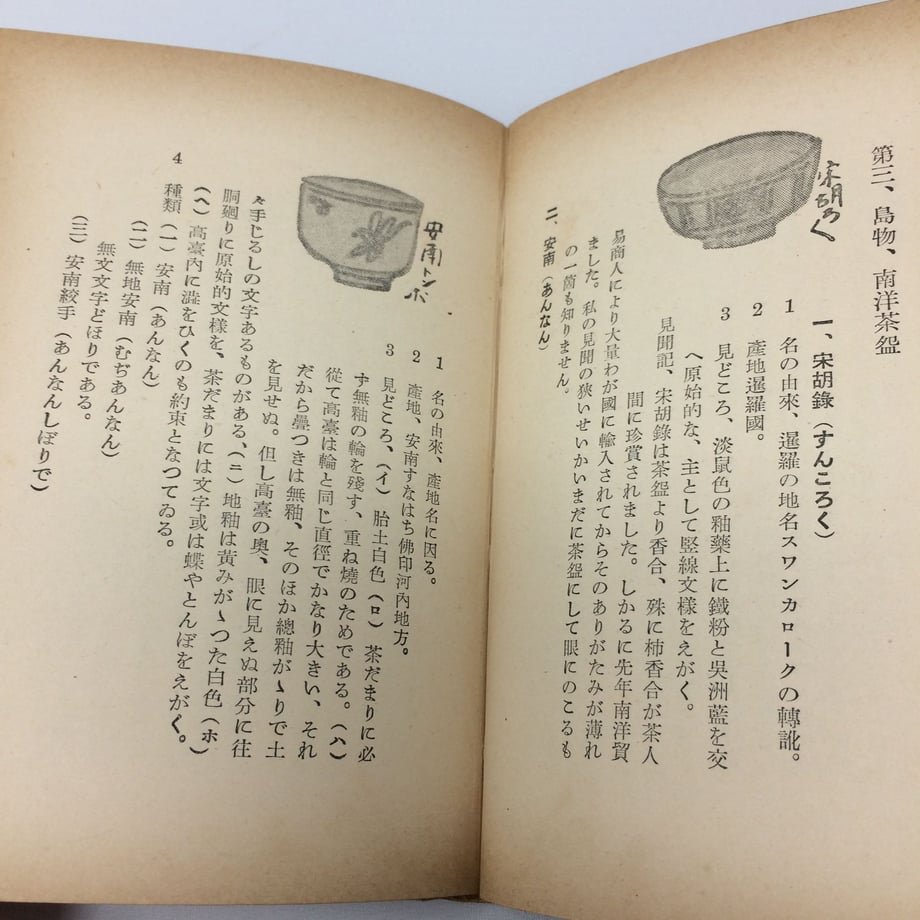 第三、島物、南洋茶盌
宋胡ろく
一、宋胡錄（すんころく）
1 名の由來、暹羅の地名スワンカロークの轉訛。
2 產地暹羅國。
3 見どころ、淡鼠色の釉藥上に鐵粉と吳洲藍を交
へ原始的な、主として竪線文樣をえがく。
見聞記、宋胡錄は茶盌より香合、殊に柿香合が茶人
間に珍賞されました。しかるに先年南洋貿
易商人により大量わが國に輸入されてからそのありがたみが薄れ
ました。私の見聞の狹いせいかいまだに茶盌にして眼にのこるも
の一箇も知りません。
二、安南（あんなん）
安南トンボ
1 名の由來、產地名に因る。
2 產地、安南すなはち佛印河內地方。
3 見どころ、（イ）胎土白色（ロ）茶だまりに必
ず無釉の輪を殘す、重ね燒のためである。（ハ）
從て高臺は輪と同じ直徑でかなり大きい、それ
だから疊つきは無釉、そのほか總釉がゝりで土
を見せぬ。但し高臺の奧、眼に見えぬ部分に往
々手じるしの文字あるものがある、（ニ）地釉は黃みがゝつた白色（ホ）
胴廻りに原始的文樣を、茶だまりには文字或は蝶やとんぼをえがく。
（ヘ）高臺內に澁をひくのも約束となつてゐる。
4 種類（一）安南（あんなん）
（二）無地安南（むぢあんなん）
無文文字どほりである。
（三）安南絞手（あんなんしぼりで）